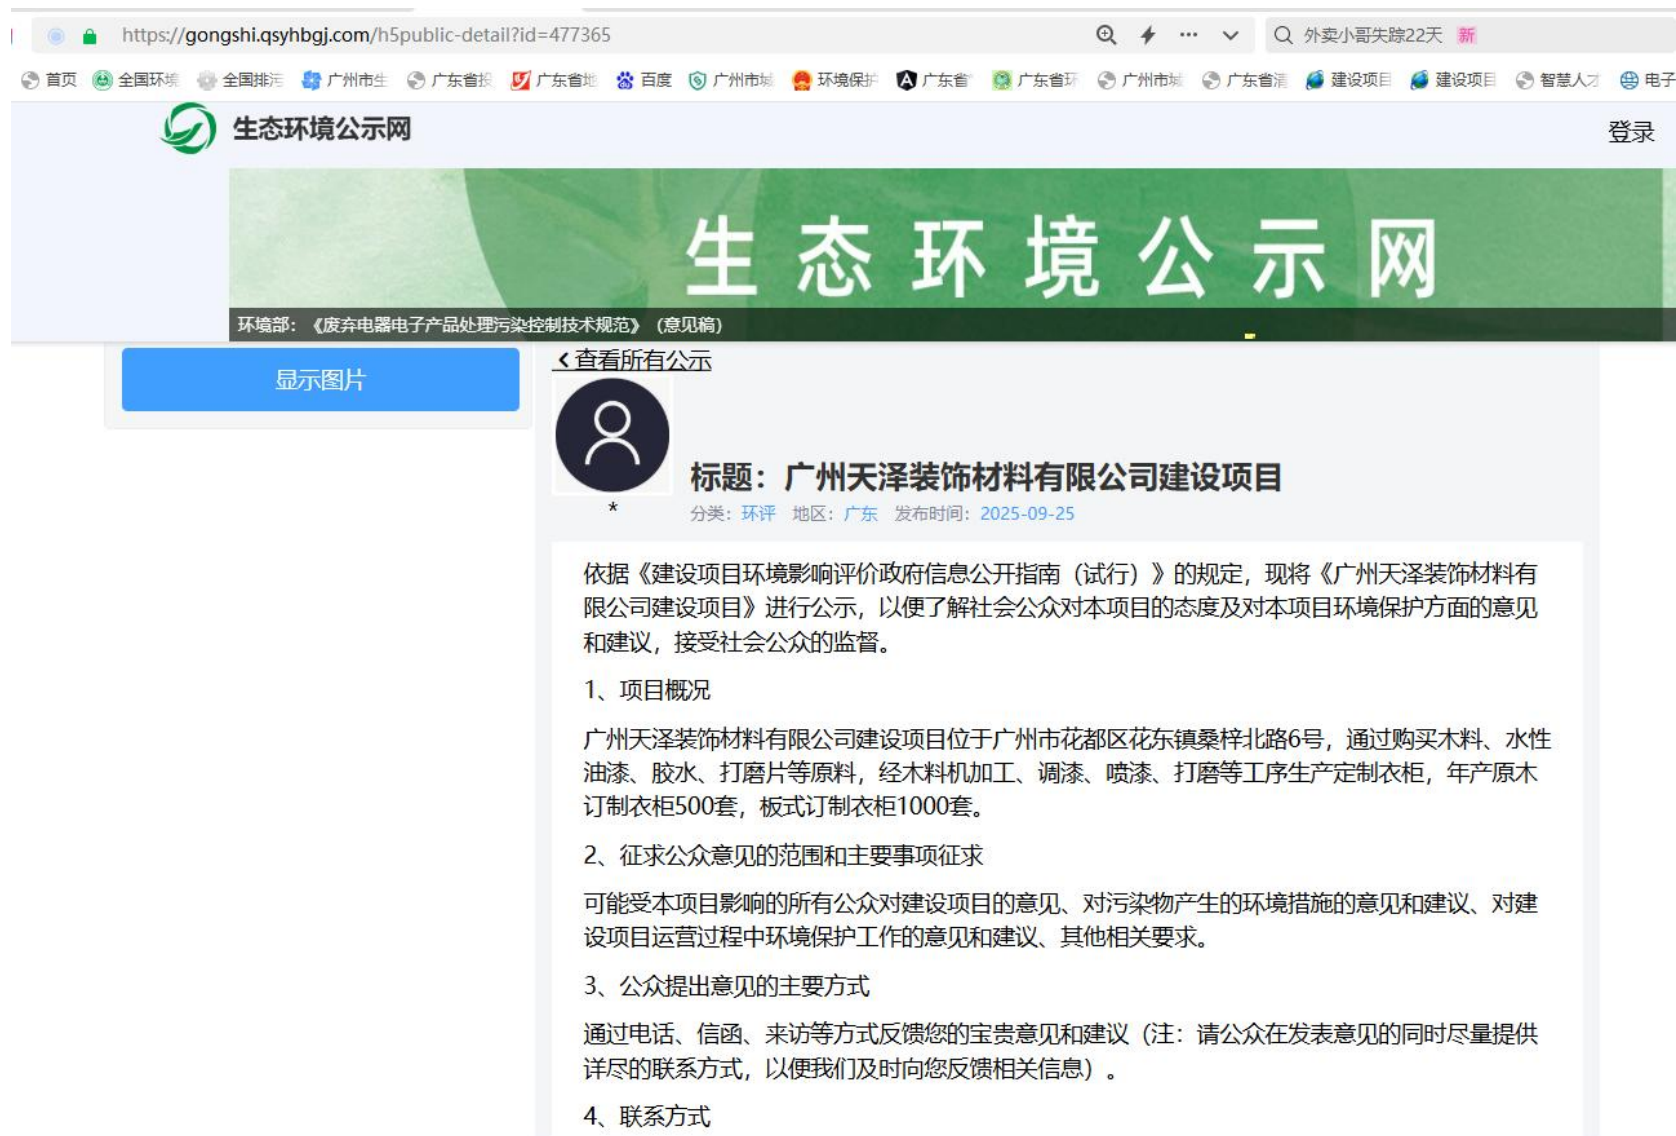 https://gongshi.qsyhbgj.com/h5public-detail?id=477365
外卖小哥失踪22天 新
首页 全国环境 全国排污 广州市生 广东省投 广东省地 百度 广州市城 环境保护 广东省 广东省环 广州市城 广东省清 建设项目 建设项目 智慧人才 电子
生态环境公示网
登录
生态环境公示网
环境部：《废弃电器电子产品处理污染控制技术规范》（意见稿）
显示图片
查看所有公示
标题：广州天泽装饰材料有限公司建设项目
*
分类：环评 地区：广东 发布时间：2025-09-25
依据《建设项目环境影响评价政府信息公开指南（试行）》的规定，现将《广州天泽装饰材料有
限公司建设项目》进行公示，以便了解社会公众对本项目的态度及对本项目环境保护方面的意见
和建议，接受社会公众的监督。
1、项目概况
广州天泽装饰材料有限公司建设项目位于广州市花都区花东镇桑梓北路6号，通过购买木料、水性
油漆、胶水、打磨片等原料，经木料机加工、调漆、喷漆、打磨等工序生产定制衣柜，年产原木
订制衣柜500套，板式订制衣柜1000套。
2、征求公众意见的范围和主要事项征求
可能受本项目影响的所有公众对建设项目的意见、对污染物产生的环境措施的意见和建议、对建
设项目运营过程中环境保护工作的意见和建议、其他相关要求。
3、公众提出意见的主要方式
通过电话、信函、来访等方式反馈您的宝贵意见和建议（注：请公众在发表意见的同时尽量提供
详尽的联系方式，以便我们及时向您反馈相关信息）。
4、联系方式